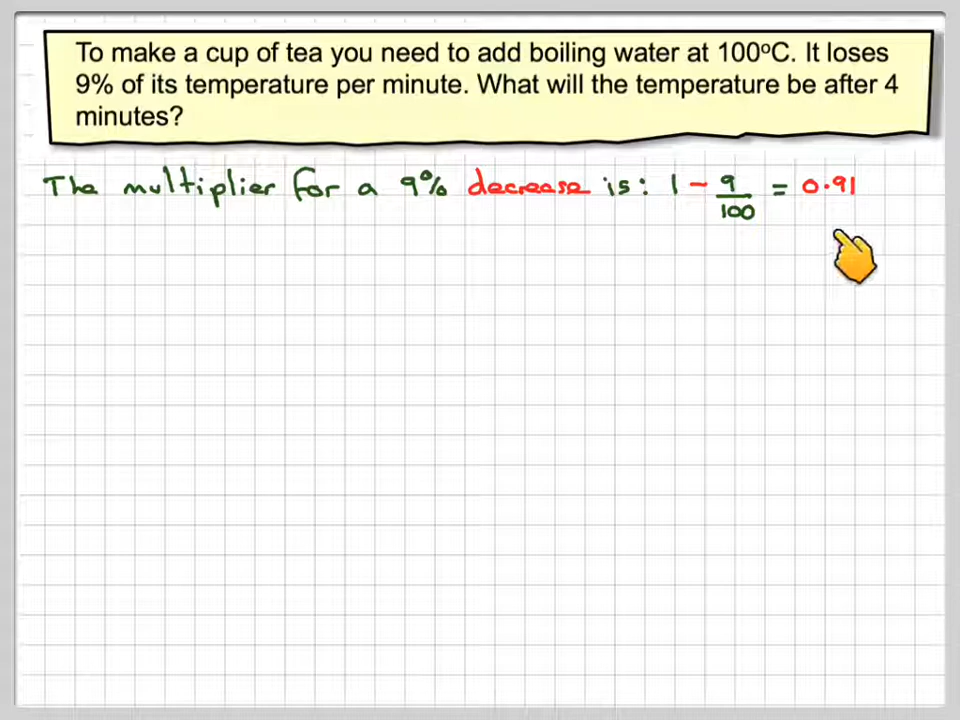 To make a cup of tea you need to add boiling water at 100ºC. It loses
9% of its temperature per minute. What will the temperature be after 4
minutes?
The multiplier for a 9% decrease is: 1 - 9/100 = 0.91